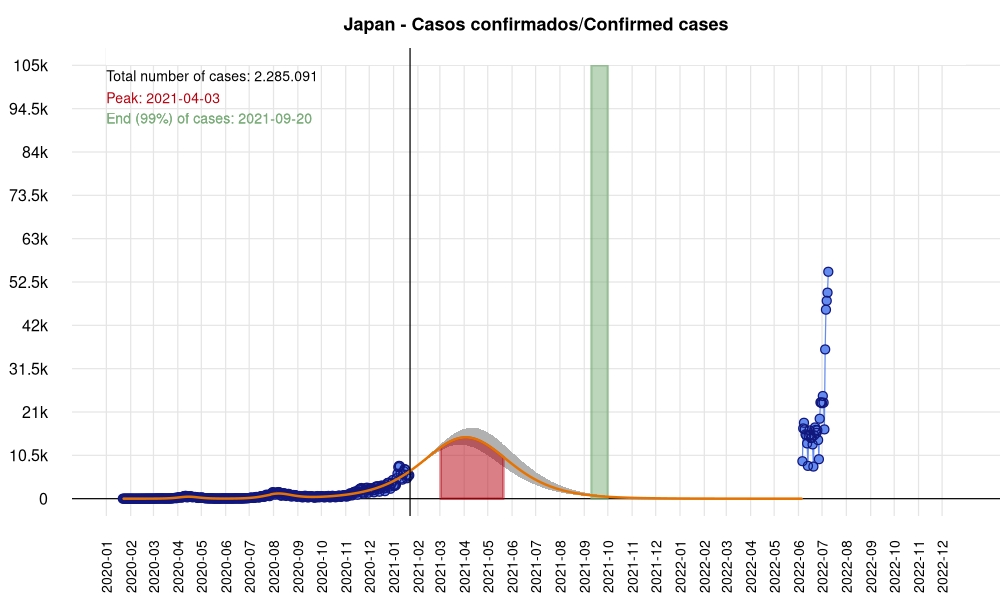 Japan - Casos confirmados/Confirmed cases
Total number of cases: 2.285.091
Peak: 2021-04-03
End (99%) of cases: 2021-09-20
105k
94.5k
84k
73.5k
63k
52.5k
42k
31.5k
21k
10.5k
0
2020-01
2020-02
2020-03
2020-04
2020-05
2020-06
2020-07
2020-08
2020-09
2020-10
2020-11
2020-12
2021-01
2021-02
2021-03
2021-04
2021-05
2021-06
2021-07
2021-08
2021-09
2021-10
2021-11
2021-12
2022-01
2022-02
2022-03
2022-04
2022-05
2022-06
2022-07
2022-08
2022-09
2022-10
2022-11
2022-12